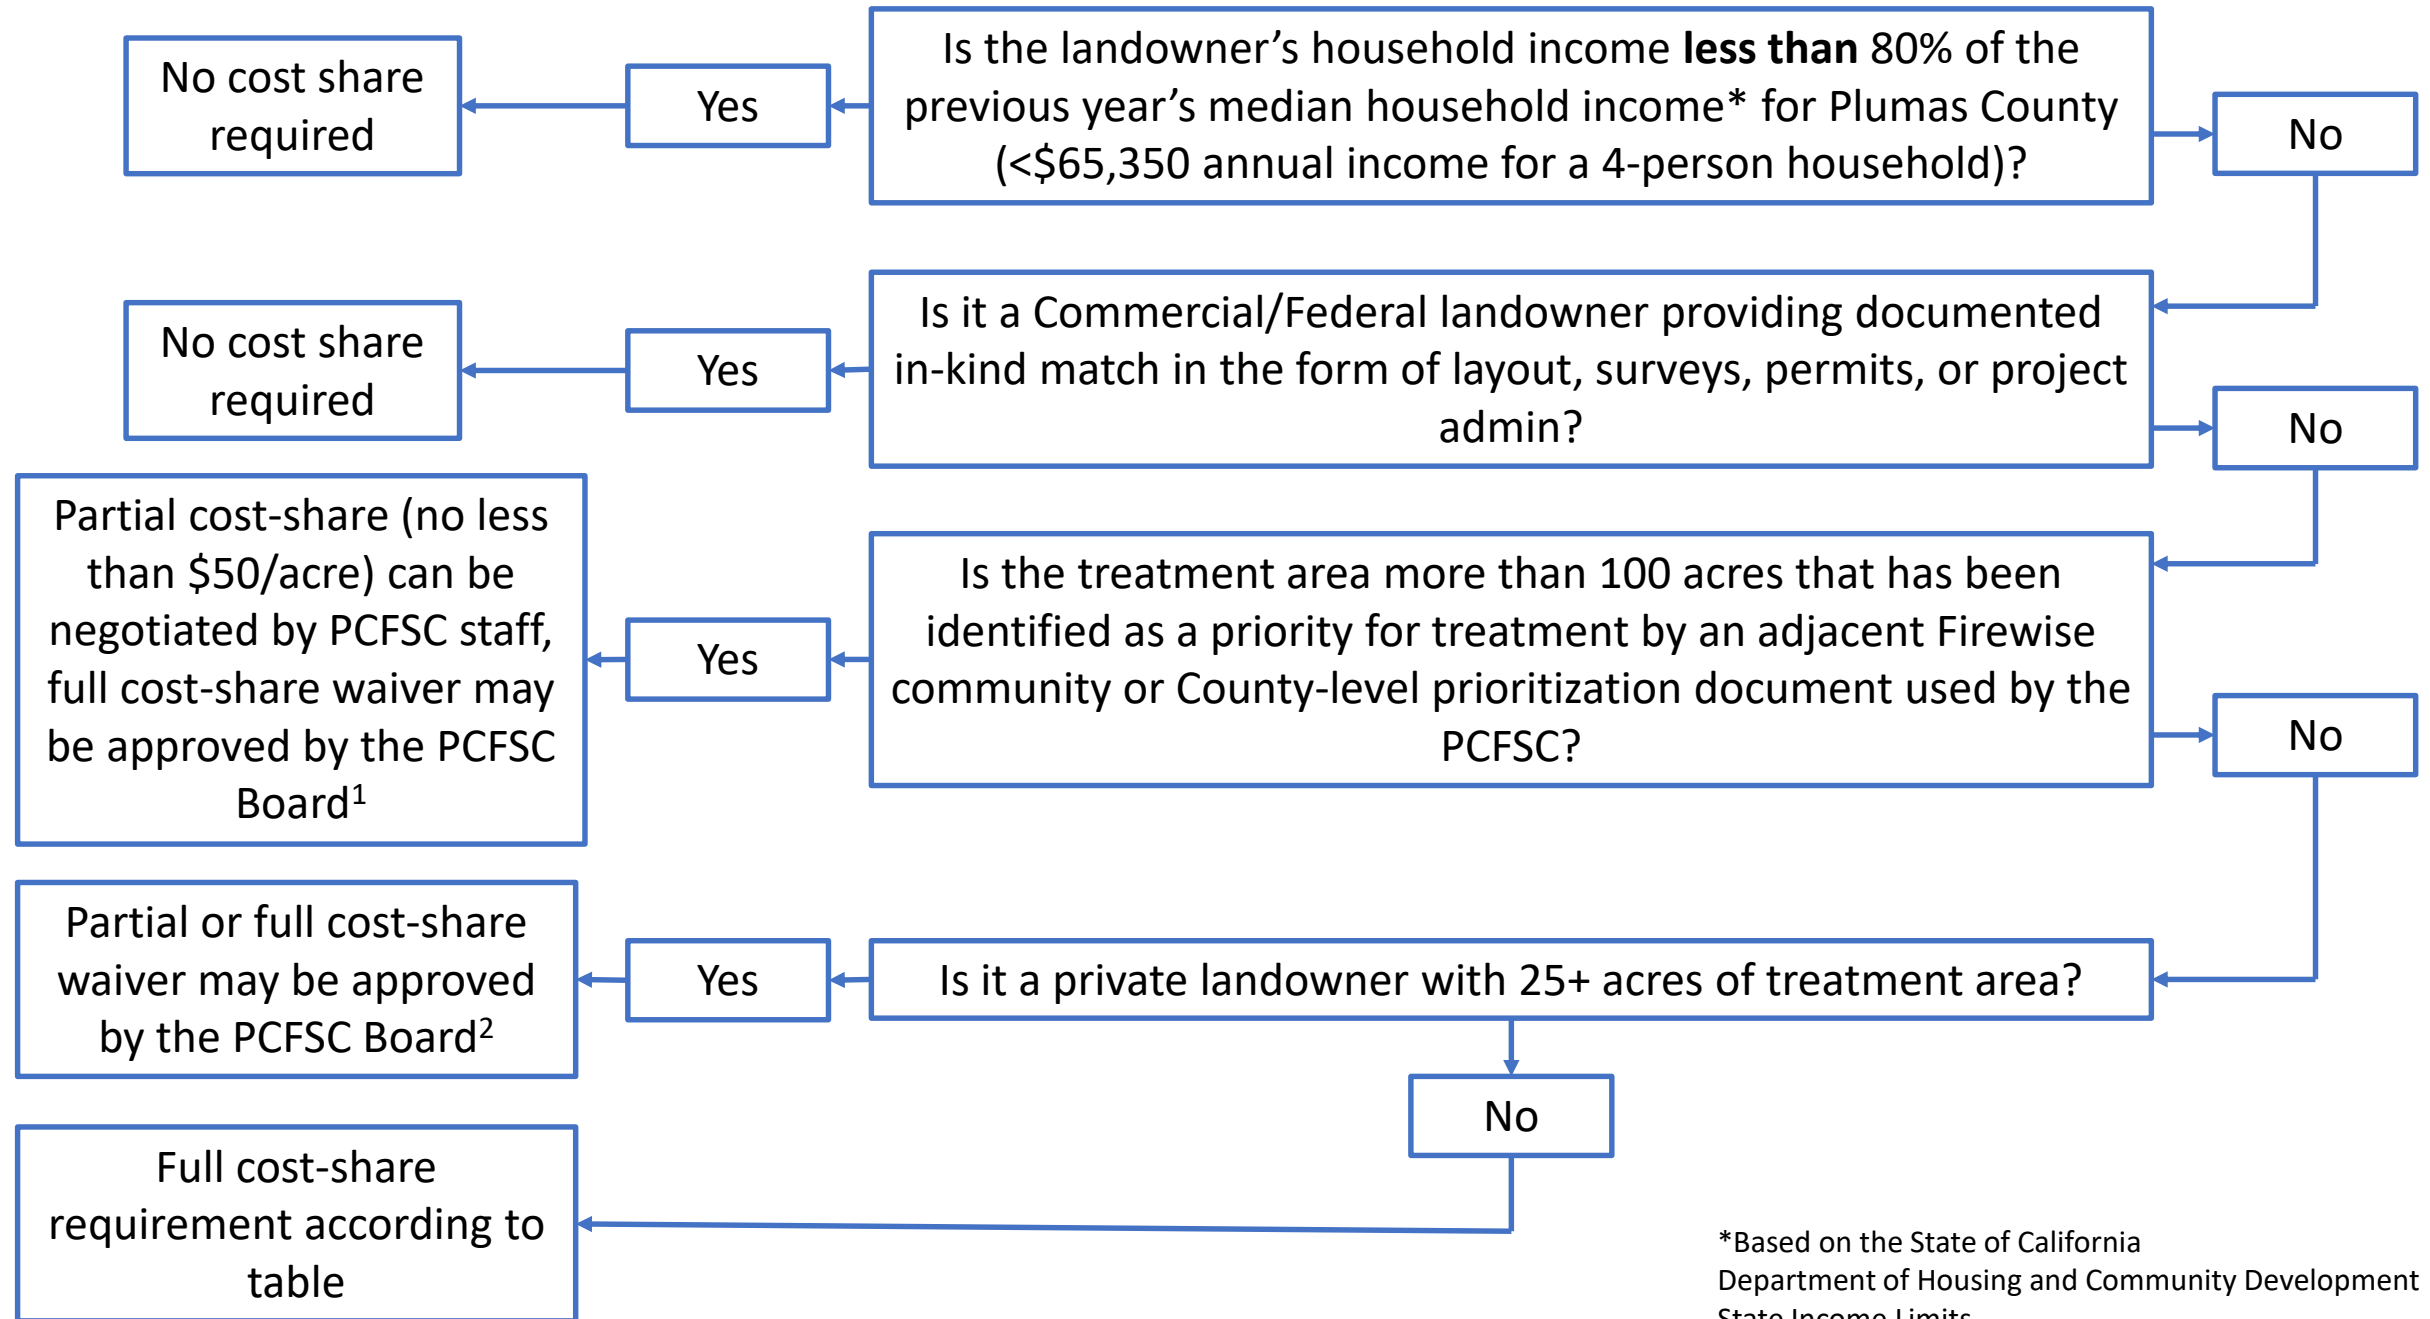 Is the landowner’s household income less than 80% of the
previous year’s median household income* for Plumas County
(<$65,350 annual income for a 4-person household)?
Yes
No cost share
required
No
Is it a Commercial/Federal landowner providing documented
in-kind match in the form of layout, surveys, permits, or project
admin?
Yes
No cost share
required
No
Is the treatment area more than 100 acres that has been
identified as a priority for treatment by an adjacent Firewise
community or County-level prioritization document used by the
PCFSC?
Yes
Partial cost-share (no less
than $50/acre) can be
negotiated by PCFSC staff,
full cost-share waiver may
be approved by the PCFSC
Board¹
No
Is it a private landowner with 25+ acres of treatment area?
Yes
Partial or full cost-share
waiver may be approved
by the PCFSC Board²
No
Full cost-share
requirement according to
table
*Based on the State of California
Department of Housing and Community Development
State Income Limits